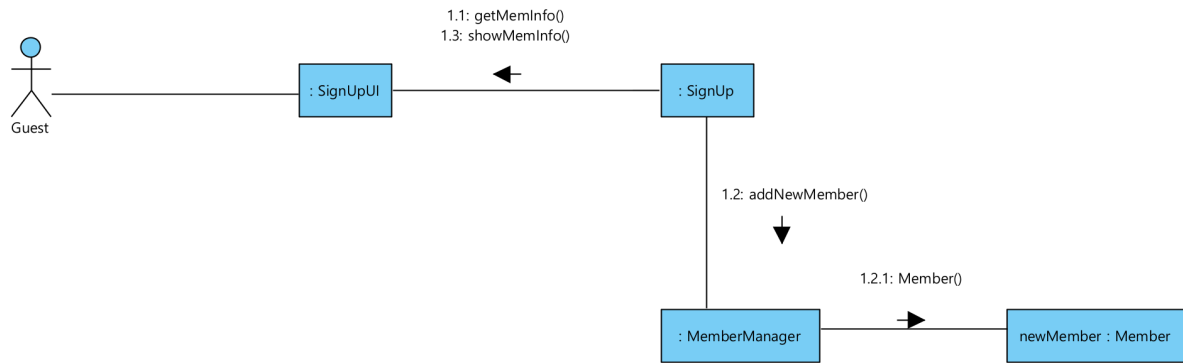 1.1: getMemInfo()
1.3: showMemInfo()
: SignUpUI
: SignUp
Guest
1.2: addNewMember()
1.2.1: Member()
: MemberManager
newMember : Member